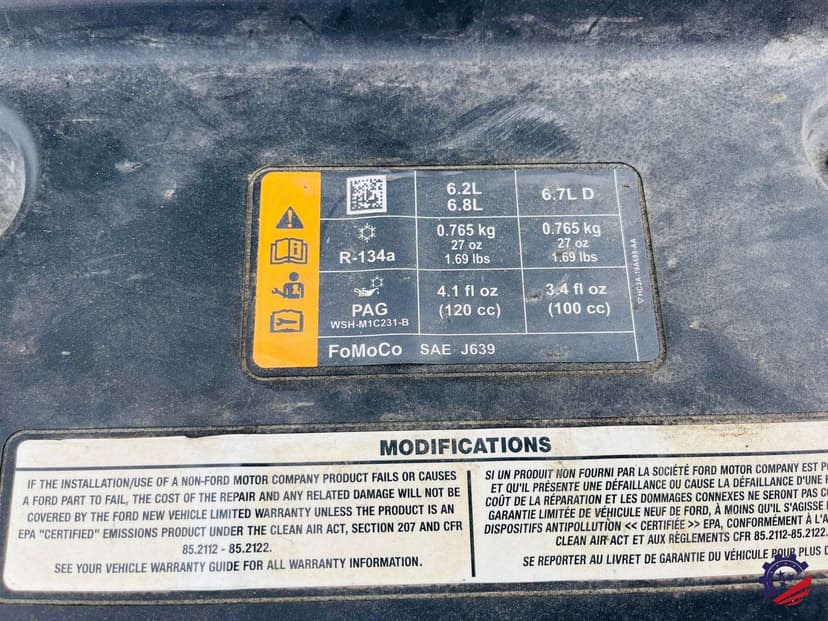 6.2L
6.8L
6.7L D
R-134a
0.765 kg
27 oz
1.69 lbs
0.765 kg
27 oz
1.69 lbs
PAG
WSH-M1C231-B
4.1 fl oz
(120 cc)
3.4 fl oz
(100 cc)
FoMoCo SAE J639
MODIFICATIONS
IF THE INSTALLATION/USE OF A NON-FORD MOTOR COMPANY PRODUCT FAILS OR CAUSES
A FORD PART TO FAIL, THE COST OF THE REPAIR AND ANY RELATED DAMAGE WILL NOT BE
COVERED BY THE FORD NEW VEHICLE LIMITED WARRANTY UNLESS THE PRODUCT IS AN
EPA "CERTIFIED" EMISSIONS PRODUCT UNDER THE CLEAN AIR ACT, SECTION 207 AND CFR
85.2112 - 85.2122.
SEE YOUR VEHICLE WARRANTY GUIDE FOR ALL WARRANTY INFORMATION.
SI UN PRODUIT NON FOURNI PAR LA SOCIÉTÉ FORD MOTOR COMPANY EST
ET QU'IL PRÉSENTE UNE DÉFAILLANCE OU CAUSE LA DÉFAILLANCE D'UNE
COÛT DE LA RÉPARATION ET LES DOMMAGES CONNEXES NE SERONT PAS
GARANTIE LIMITÉE DE VÉHICULE NEUF DE FORD, À MOINS QU'IL S'AGISSE
DISPOSITIFS ANTIPOLLUTION << CERTIFIÉE >> EPA, CONFORMÉMENT À
CLEAN AIR ACT ET AUX RÈGLEMENTS CFR 85.2112-85.2122.
SE REPORTER AU LIVRET DE GARANTIE DU VÉHICULE POUR PLUS